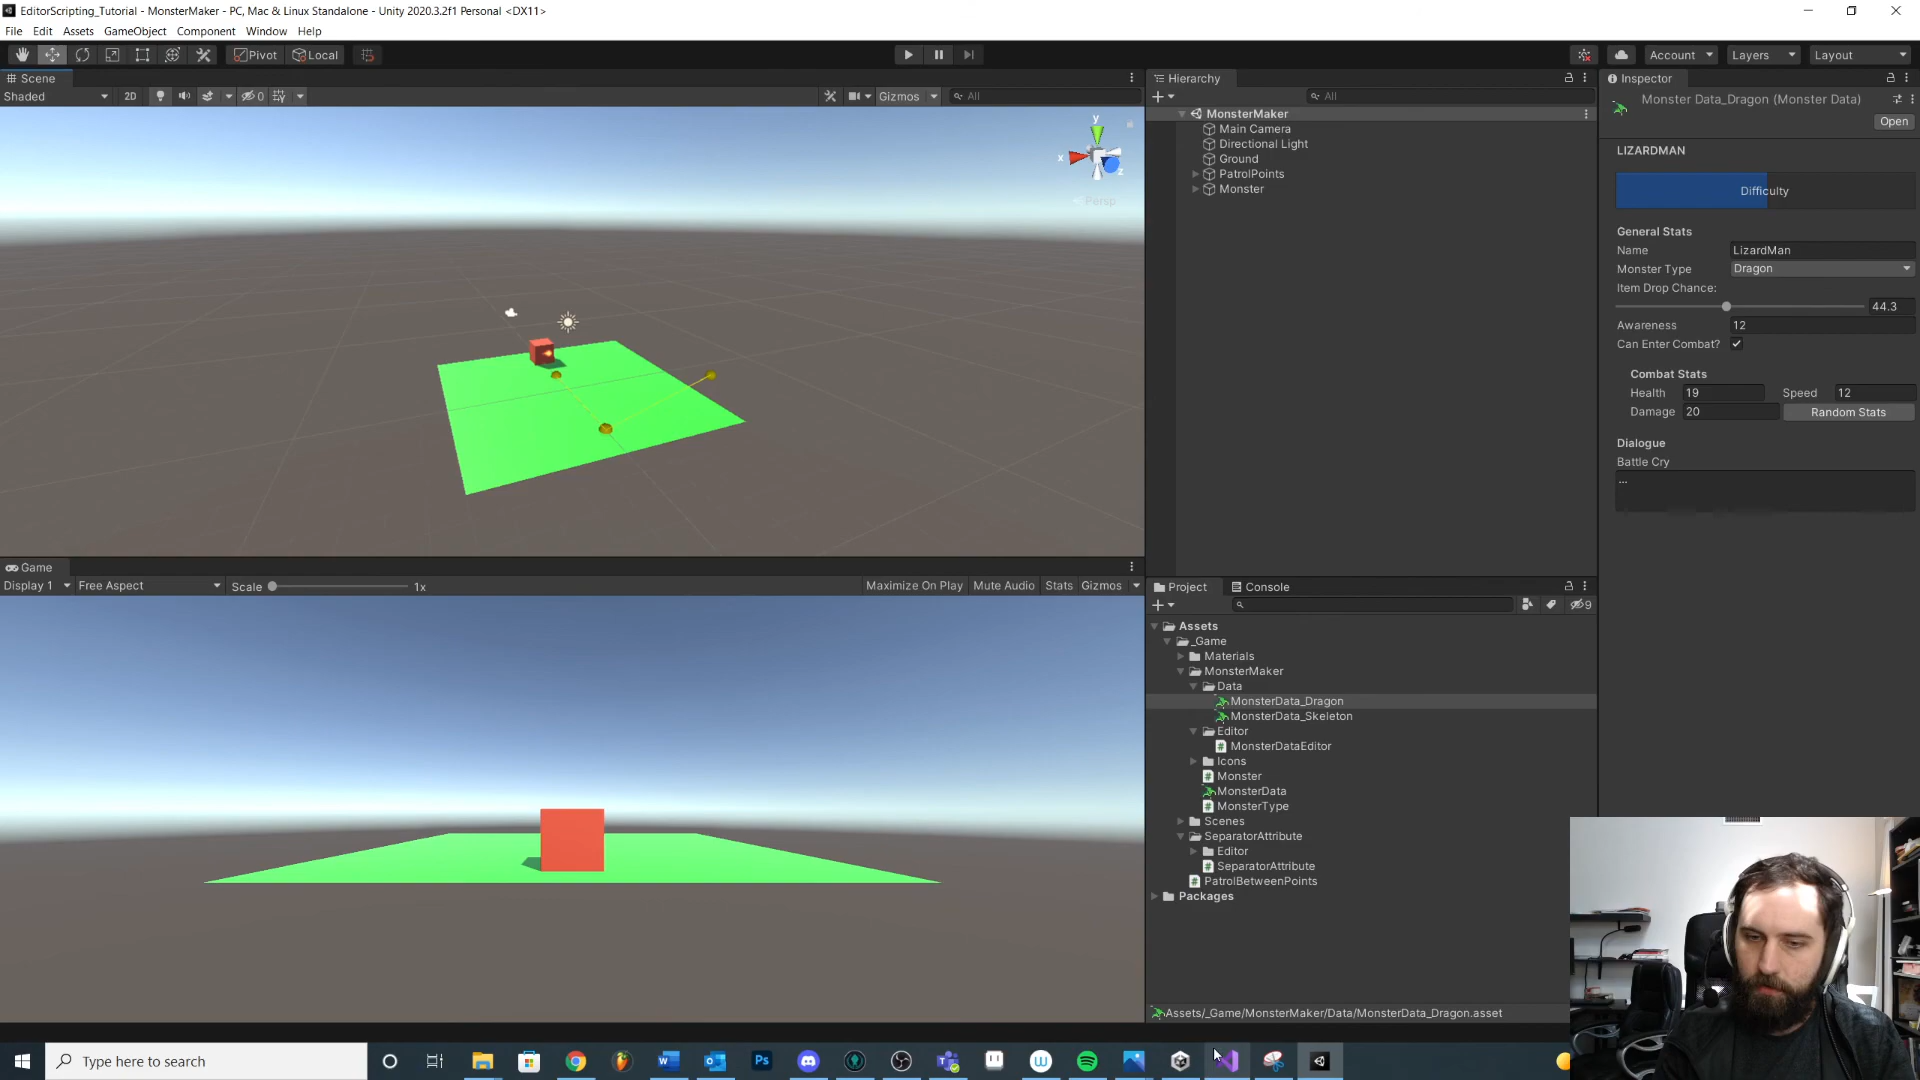 EditorScripting_Tutorial - MonsterMaker - PC, Mac & Linux Standalone - Unity 2020.3.2f1 Personal <DX11>
File Edit Assets GameObject Component Window Help
Pivot Local
Account Layers Layout
Scene
Shaded 2D 0 Gizmos All
y
x
z
Persp
Hierarchy
All
MonsterMaker
Main Camera
Directional Light
Ground
PatrolPoints
Monster
Inspector
Monster Data_Dragon (Monster Data)
Open
LIZARDMAN
Difficulty
General Stats
Name LizardMan
Monster Type Dragon
Item Drop Chance:
44.3
Awareness 12
Can Enter Combat?
Combat Stats
Health 19 Speed 12
Damage 20 Random Stats
Dialogue
Battle Cry
...
Game
Display 1 Free Aspect Scale 1x Maximize On Play Mute Audio Stats Gizmos
Project Console
9
Assets
_Game
Materials
MonsterMaker
Data
MonsterData_Dragon
MonsterData_Skeleton
Editor
MonsterDataEditor
Icons
Monster
MonsterData
MonsterType
Scenes
SeparatorAttribute
Editor
SeparatorAttribute
PatrolBetweenPoints
Packages
Assets/_Game/MonsterMaker/Data/MonsterData_Dragon.asset
Type here to search